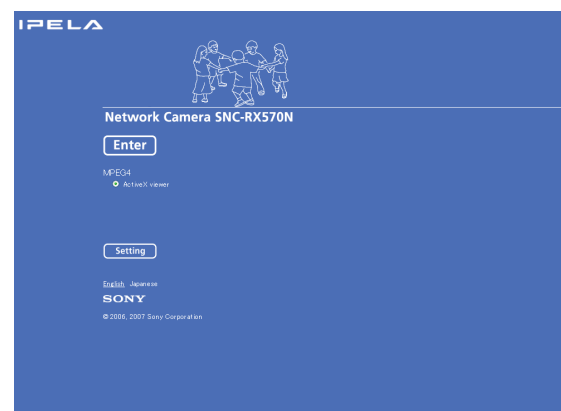 IPELA
Network Camera SNC-RX570N
Enter
MPEG4
ActiveX viewer
Setting
English Japanese
SONY
© 2006, 2007 Sony Corporation